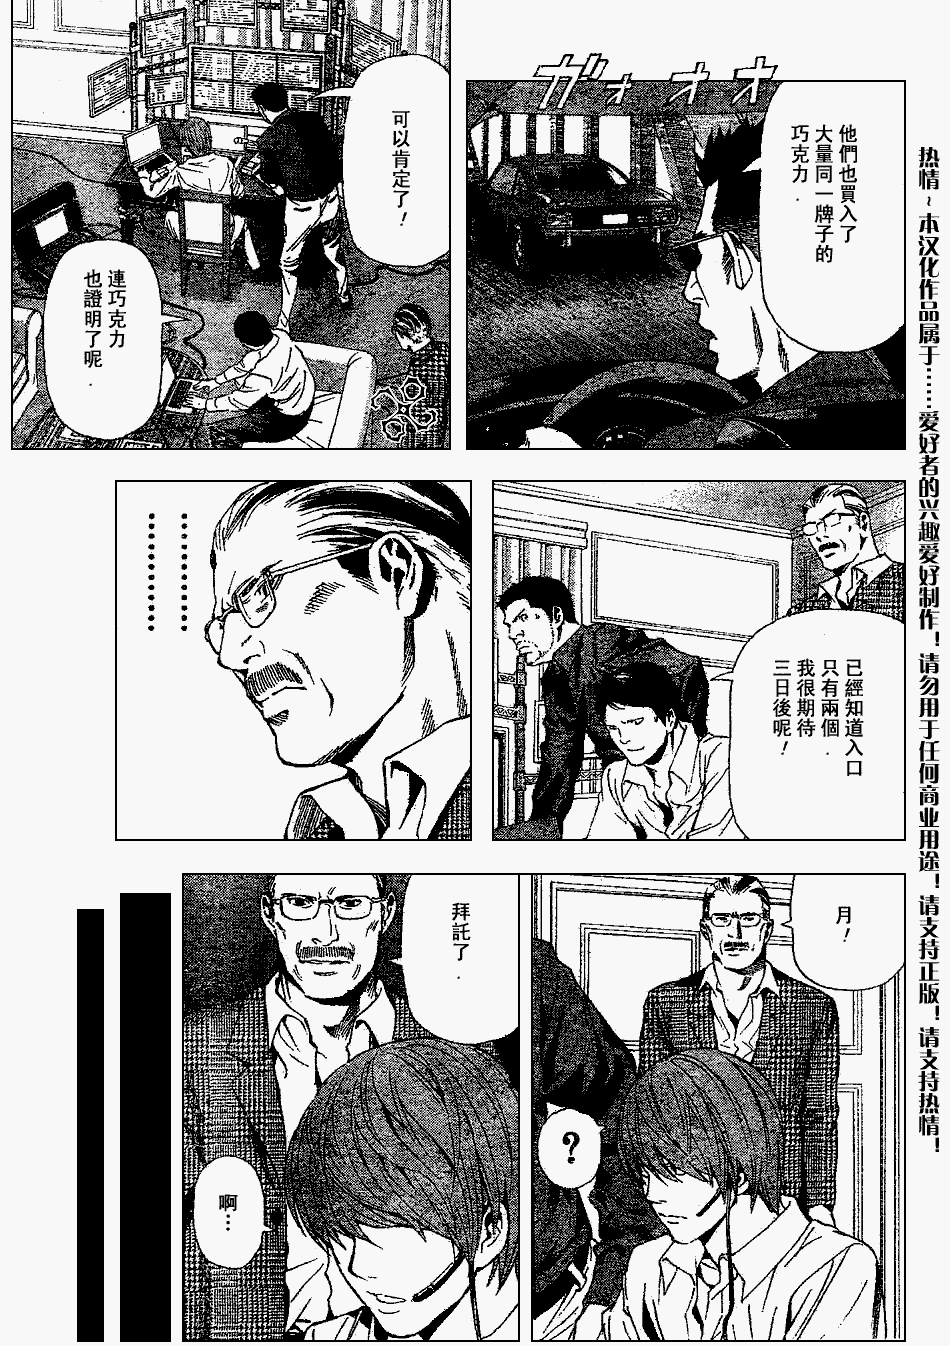 ガォォオ
他們也買入了
大量同一牌子的
巧克力.
可以肯定了!
連巧克力
也證明了呢.
已經知道入口
只有兩個.
我很期待
三日後呢!
………
………
月!
?
拜託了.
啊…
热情~本汉化作品属于……爱好者的兴趣爱好制作!请勿用于任何商业用途!请支持正版!请支持热情!